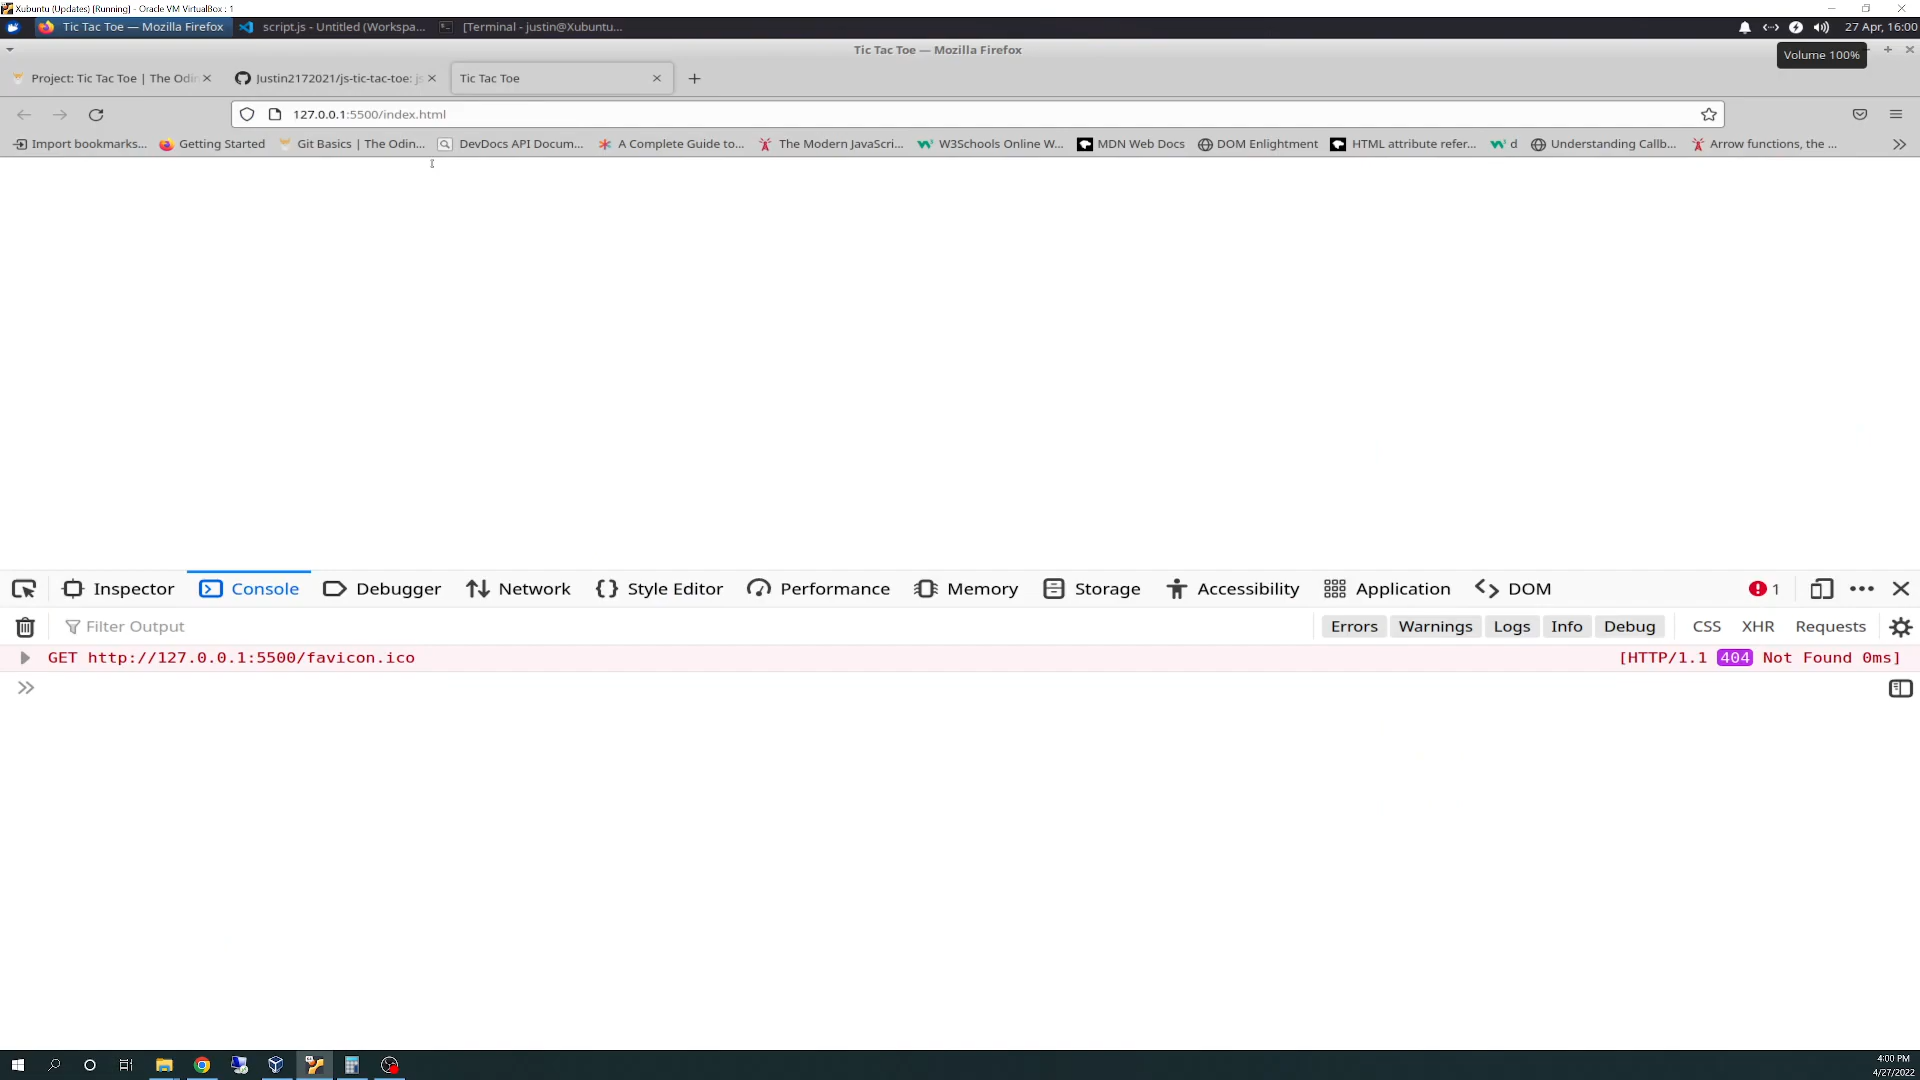 Xubuntu (Updates) [Running] - Oracle VM VirtualBox : 1
Tic Tac Toe — Mozilla Firefox
script.js - Untitled (Workspa...
[Terminal - justin@Xubuntu...
27 Apr, 16:00
Tic Tac Toe — Mozilla Firefox
Volume 100%
Project: Tic Tac Toe | The Odin
Justin2172021/js-tic-tac-toe: js
Tic Tac Toe
127.0.0.1:5500/index.html
Import bookmarks...
Getting Started
Git Basics | The Odin...
DevDocs API Docum...
A Complete Guide to...
The Modern JavaScri...
W3Schools Online W...
MDN Web Docs
DOM Enlightment
HTML attribute refer...
d
Understanding Callb...
Arrow functions, the ...
Inspector
Console
Debugger
Network
Style Editor
Performance
Memory
Storage
Accessibility
Application
DOM
1
Filter Output
Errors
Warnings
Logs
Info
Debug
CSS
XHR
Requests
GET http://127.0.0.1:5500/favicon.ico
[HTTP/1.1 404 Not Found 0ms]
4:00 PM
4/27/2022